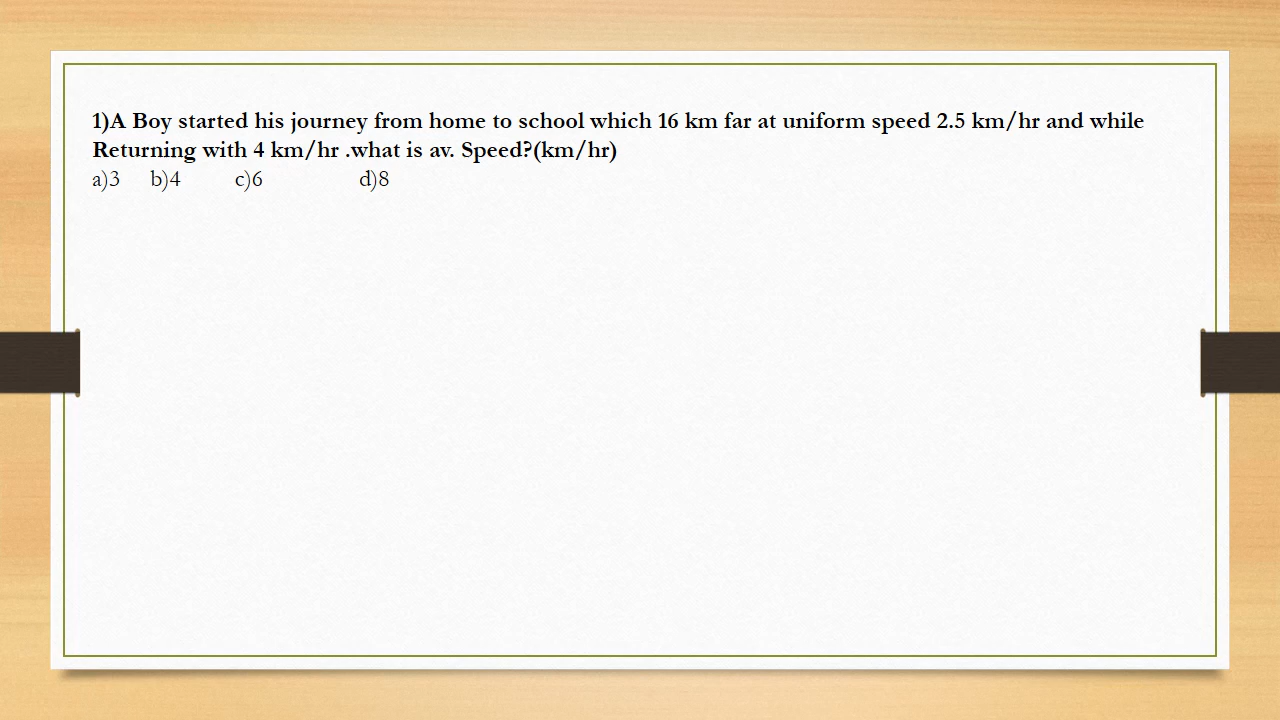 1)A Boy started his journey from home to school which 16 km far at uniform speed 2.5 km/hr and while
Returning with 4 km/hr .what is av. Speed?(km/hr)
a)3 b)4 c)6 d)8